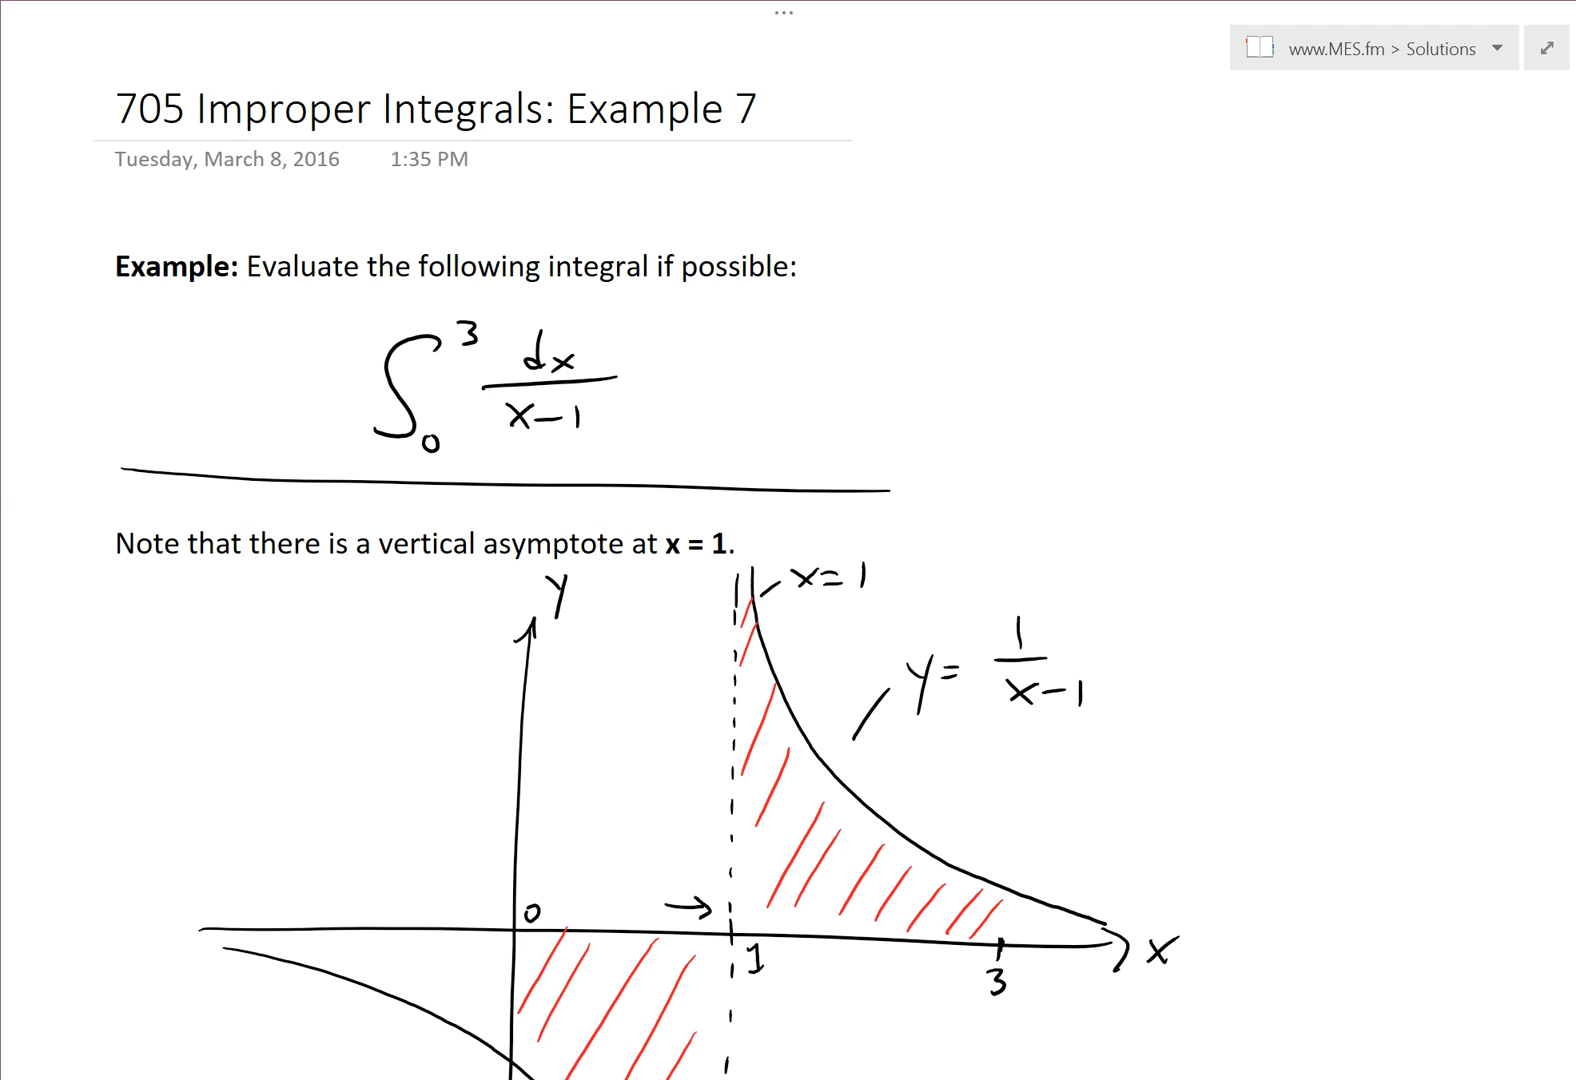 ...
www.MES.fm > Solutions
705 Improper Integrals: Example 7
Tuesday, March 8, 2016 1:35 PM
Example: Evaluate the following integral if possible:
∫₀³ dx/(x-1)
Note that there is a vertical asymptote at x = 1.
y
x=1
y= 1/(x-1)
0
1
3
x